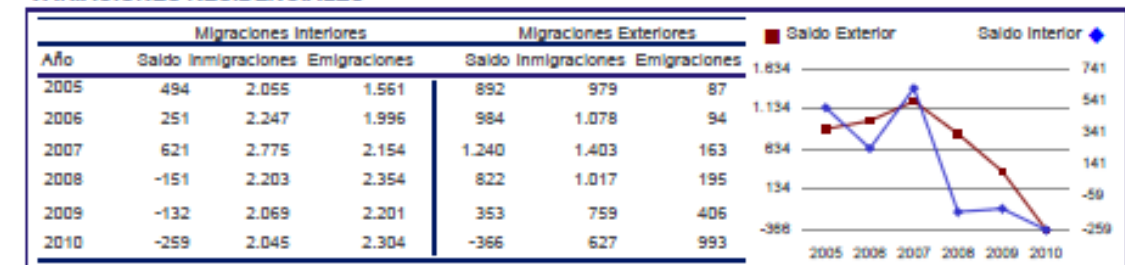 Migraciones Interiores Migraciones Exteriores
Año Saldo Inmigraciones Emigraciones Saldo Inmigraciones Emigraciones
2005 494 2.055 1.561 892 979 87
2006 251 2.247 1.996 984 1.078 94
2007 621 2.775 2.154 1.240 1.403 163
2008 -151 2.203 2.354 822 1.017 195
2009 -132 2.069 2.201 353 759 406
2010 -259 2.045 2.304 -366 627 993
Saldo Exterior Saldo Interior
1.634 741
1.134 541
634 341
134 141
-366 -59
-259
2005 2006 2007 2008 2009 2010